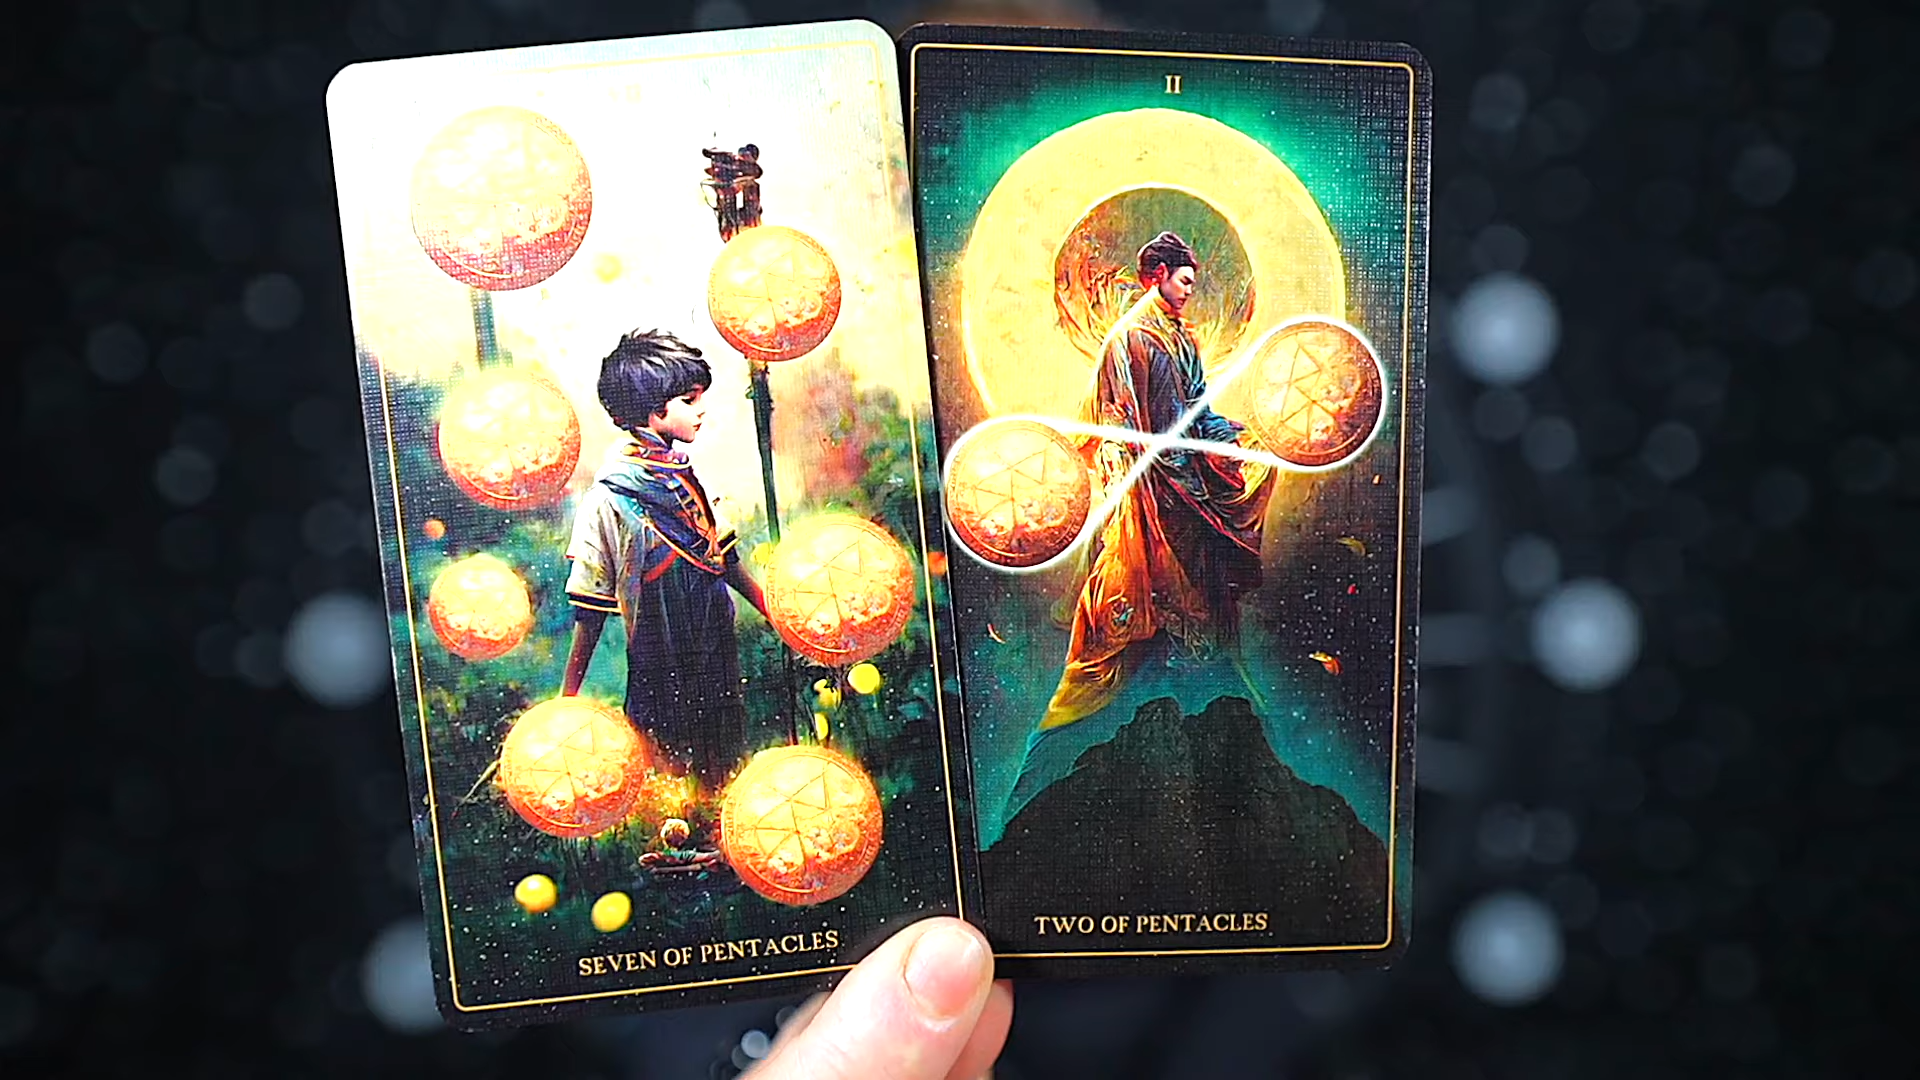 SEVEN OF PENTACLES
II
TWO OF PENTACLES